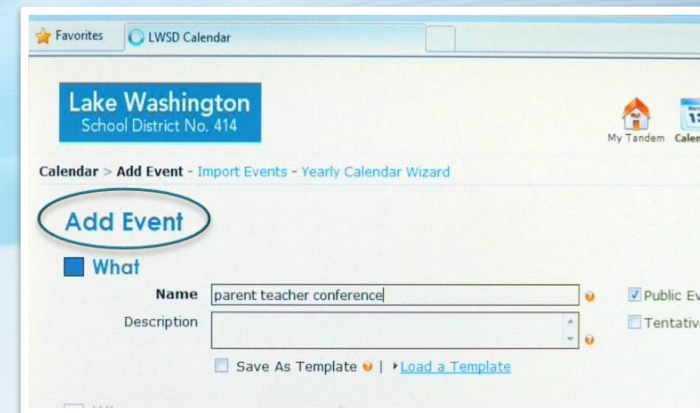 Favorites
LWSD Calendar
Lake Washington
School District No. 414
My Tandem
Calendar > Add Event - Import Events - Yearly Calendar Wizard
Add Event
What
Name parent teacher conference
Public
Description
Save As Template | Load a Template